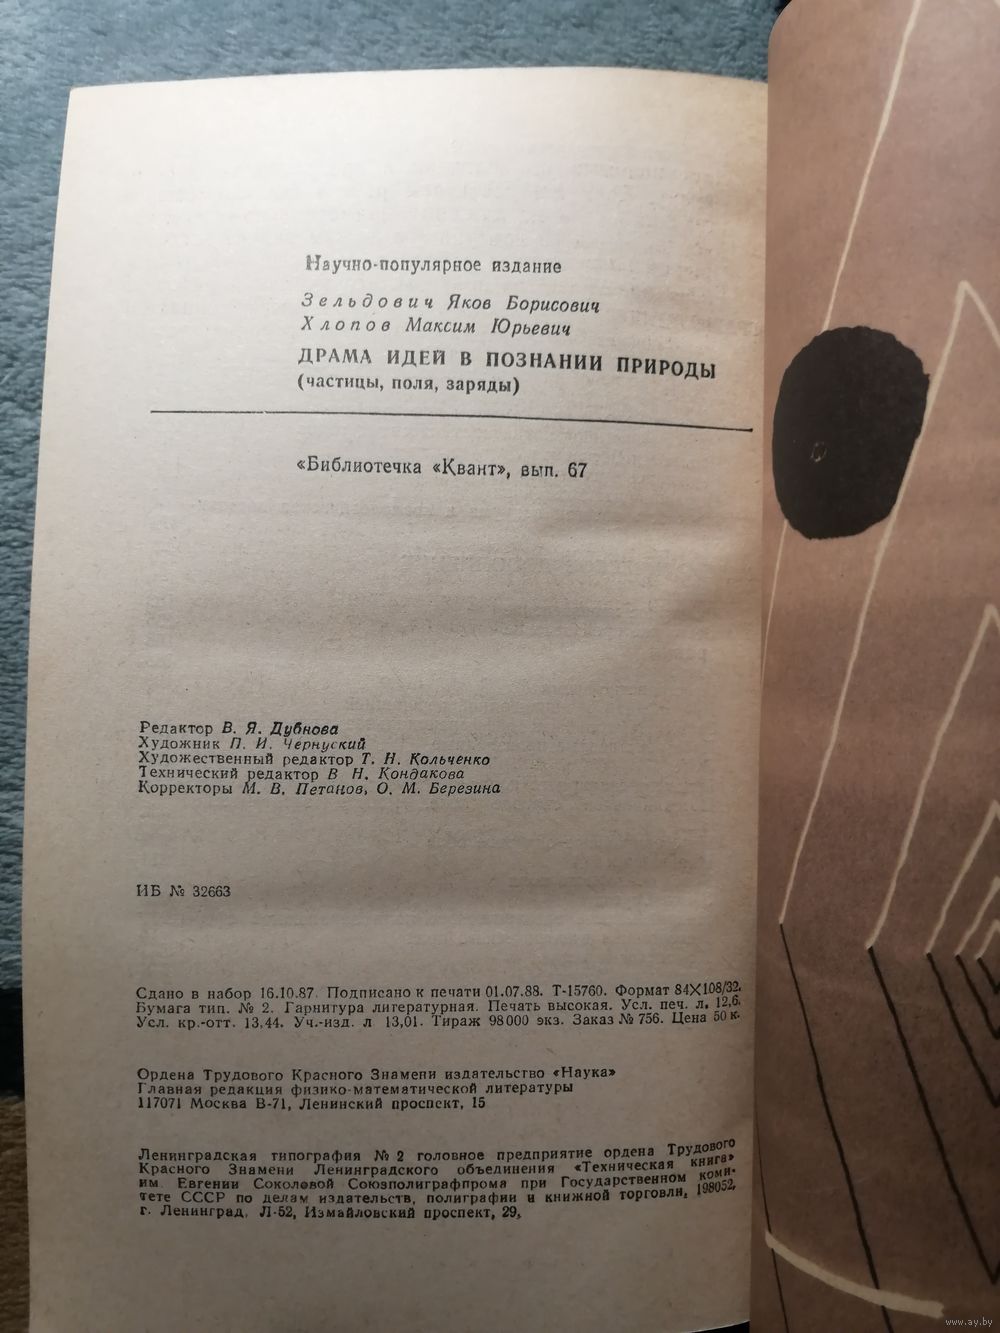 Научно-популярное издание
Зельдович Яков Борисович
Хлопов Максим Юрьевич
ДРАМА ИДЕЙ В ПОЗНАНИИ ПРИРОДЫ
(частицы, поля, заряды)
«Библиотечка «Квант», вып. 67
Редактор В. Я. Дубнова
Художник П. И. Чернуский
Художественный редактор Т. Н. Кольченко
Технический редактор В Н. Кондакова
Корректоры М. В. Петанов, О. М. Березина
ИБ № 32663
Сдано в набор 16.10.87. Подписано к печати 01.07.88. Т-15760. Формат 84×108/32.
Бумага тип. № 2. Гарнитура литературная. Печать высокая. Усл. печ. л. 12,6.
Усл. кр.-отт. 13,44. Уч.-изд. л 13,01. Тираж 98000 экз. Заказ № 756. Цена 50 к.
Ордена Трудового Красного Знамени издательство «Наука»
Главная редакция физико-математической литературы
117071 Москва В-71, Ленинский проспект, 15
Ленинградская типография № 2 головное предприятие ордена Трудового
Красного Знамени Ленинградского объединения «Техническая книга»
им. Евгении Соколовой Союзполиграфпрома при Государственном коми-
тете СССР по делам издательств, полиграфии и книжной торговли, 198052,
г. Ленинград, Л-52, Измайловский проспект, 29.
www.ay.by